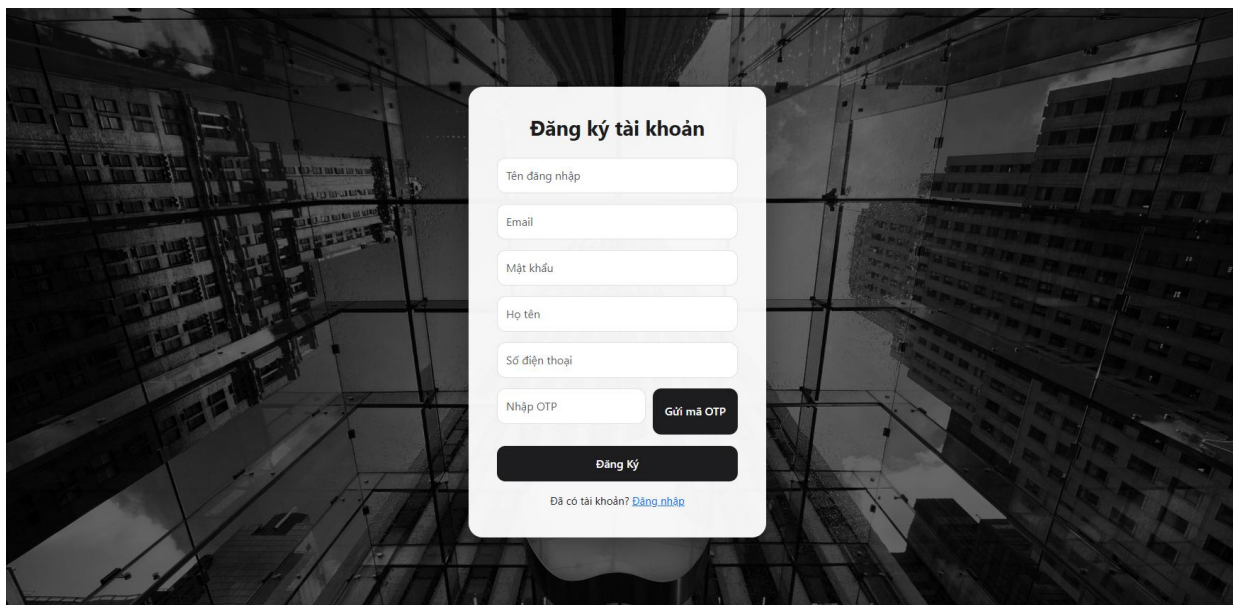 Đăng ký tài khoản
Tên đăng nhập
Email
Mật khẩu
Họ tên
Số điện thoại
Nhập OTP Gửi mã OTP
Đăng Ký
Đã có tài khoản? Đăng nhập